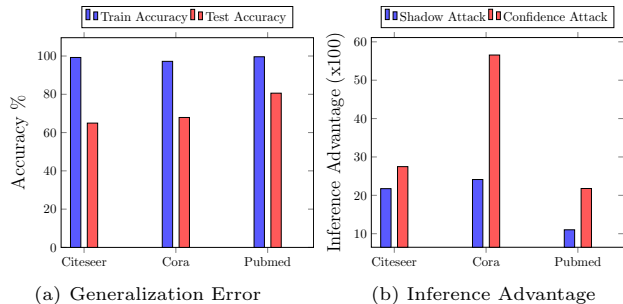 Train Accuracy Test Accuracy
Accuracy %
100
80
60
40
20
0
Citeseer Cora Pubmed
(a) Generalization Error
Shadow Attack Confidence Attack
Inference Advantage (x100)
60
50
40
30
20
10
Citeseer Cora Pubmed
(b) Inference Advantage